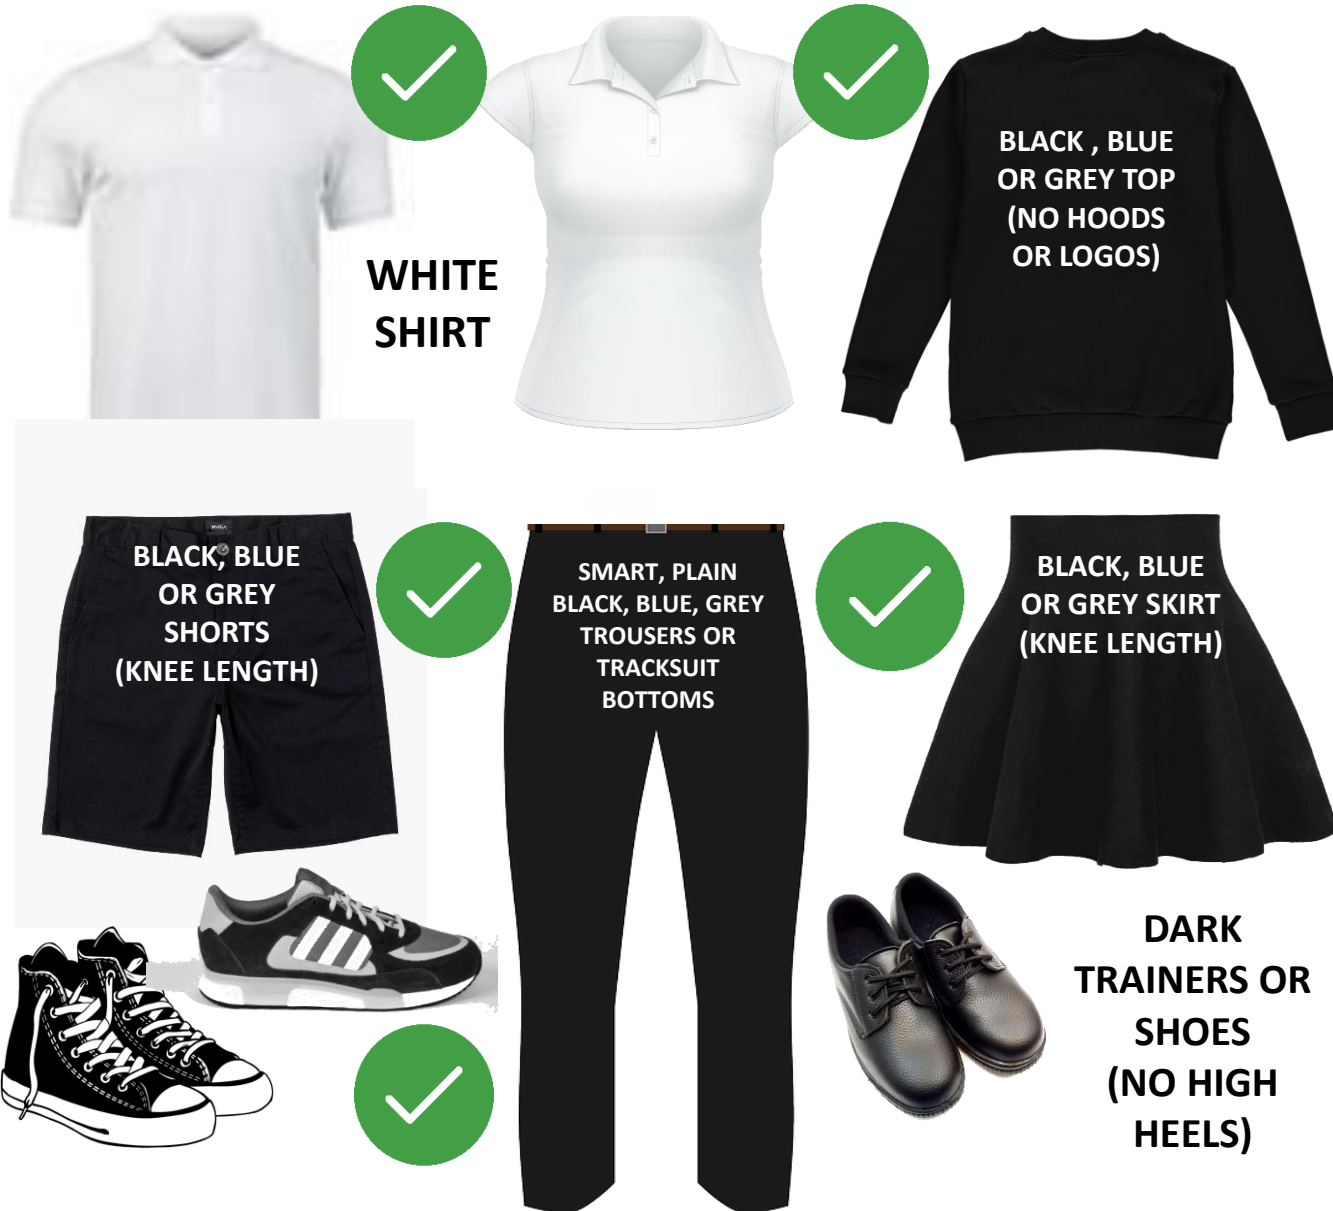 WHITE
SHIRT
BLACK , BLUE
OR GREY TOP
(NO HOODS
OR LOGOS)
RVCA
BLACK, BLUE
OR GREY
SHORTS
(KNEE LENGTH)
SMART, PLAIN
BLACK, BLUE, GREY
TROUSERS OR
TRACKSUIT
BOTTOMS
BLACK, BLUE
OR GREY SKIRT
(KNEE LENGTH)
DARK
TRAINERS OR
SHOES
(NO HIGH
HEELS)